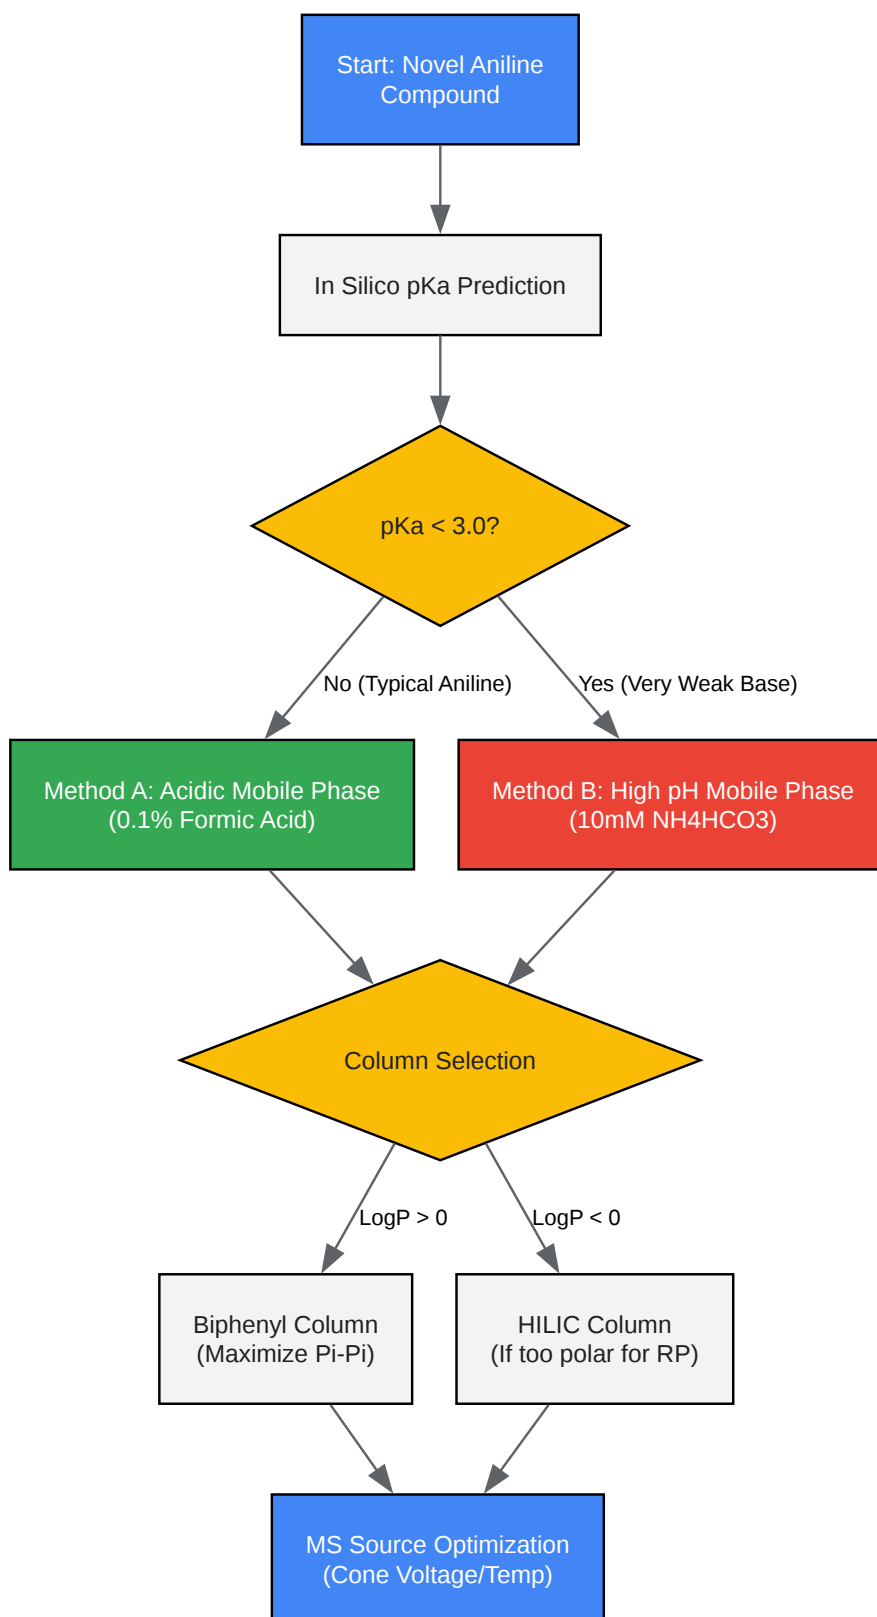 Start: Novel Aniline
Compound
In Silico pKa Prediction
pKa < 3.0?
No (Typical Aniline)
Yes (Very Weak Base)
Method A: Acidic Mobile Phase
(0.1% Formic Acid)
Method B: High pH Mobile Phase
(10mM NH4HCO3)
Column Selection
LogP > 0
LogP < 0
Biphenyl Column
(Maximize Pi-Pi)
HILIC Column
(If too polar for RP)
MS Source Optimization
(Cone Voltage/Temp)